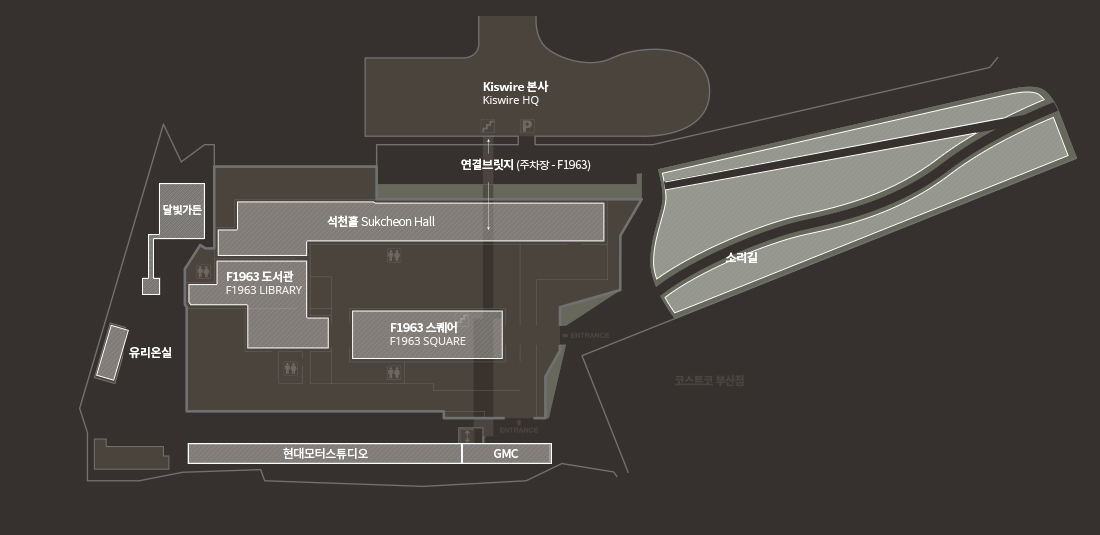 Kiswire 본사
Kiswire HQ
P
연결브릿지 (주차장 - F1963)
달빛가든
석천홀 Sukcheon Hall
소리길
F1963 도서관
F1963 LIBRARY
F1963 스퀘어
F1963 SQUARE
ENTRANCE
유리온실
코스트코 부산점
ENTRANCE
현대모터스튜디오
GMC